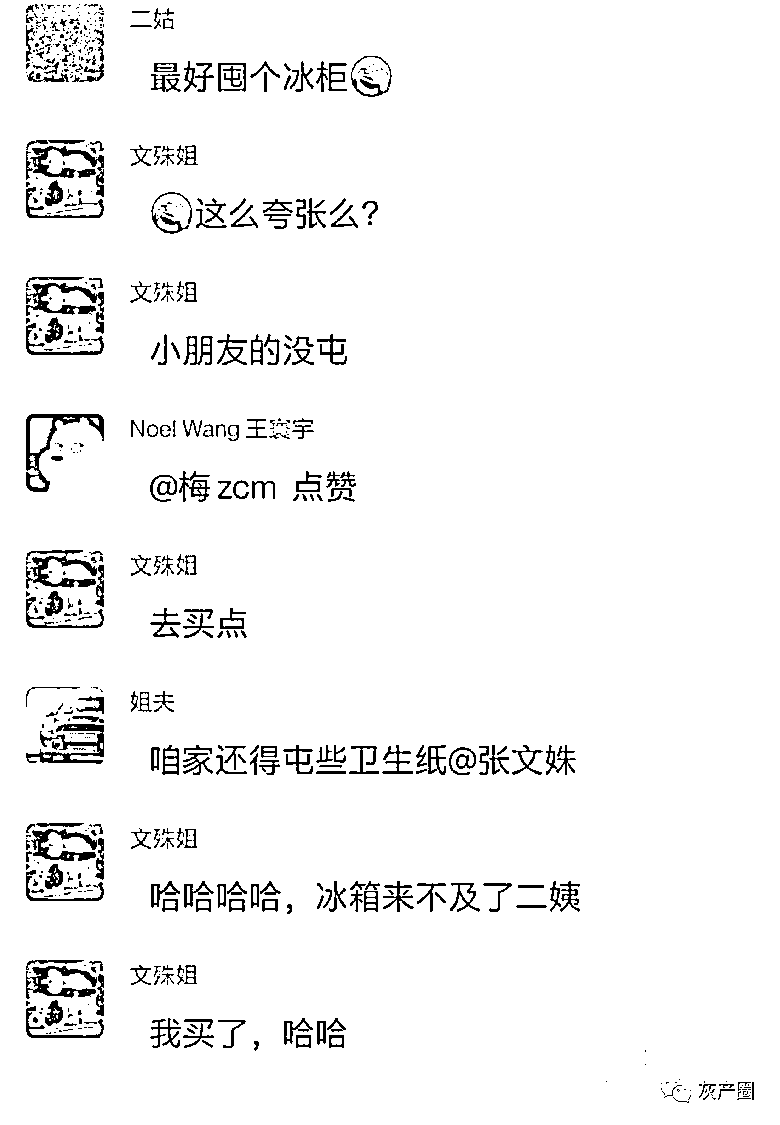 二姑
最好囤个冰柜
文殊姐
这么夸张么?
文殊姐
小朋友的没屯
Noel Wang 王寰宇
@梅 zcm 点赞
文殊姐
去买点
姐夫
咱家还得屯些卫生纸@张文姝
文殊姐
哈哈哈哈，冰箱来不及了二姨
文殊姐
我买了，哈哈
灰产圈